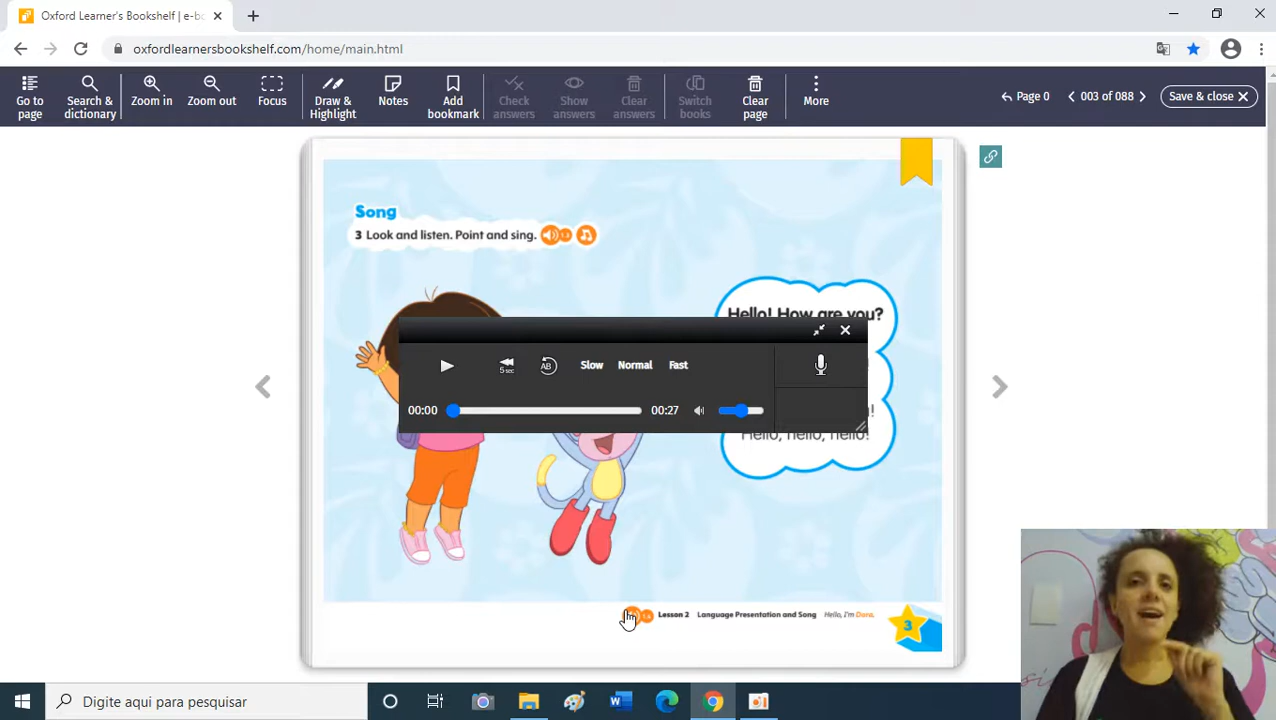 Oxford Learner's Bookshelf | e-bo
oxfordlearnersbookshelf.com/home/main.html
Go to page
Search & dictionary
Zoom in
Zoom out
Focus
Draw & Highlight
Notes
Add bookmark
Check answers
Show answers
Clear answers
Switch books
Clear page
More
Page 0
003 of 088
Save & close
Song
3 Look and listen. Point and sing.
Hello! How are you?
5 sec
AB
Slow
Normal
Fast
00:00
00:27
Hello, hello, hello!
Lesson 2 Language Presentation and Song Hello, I'm Dora.
3
Digite aqui para pesquisar